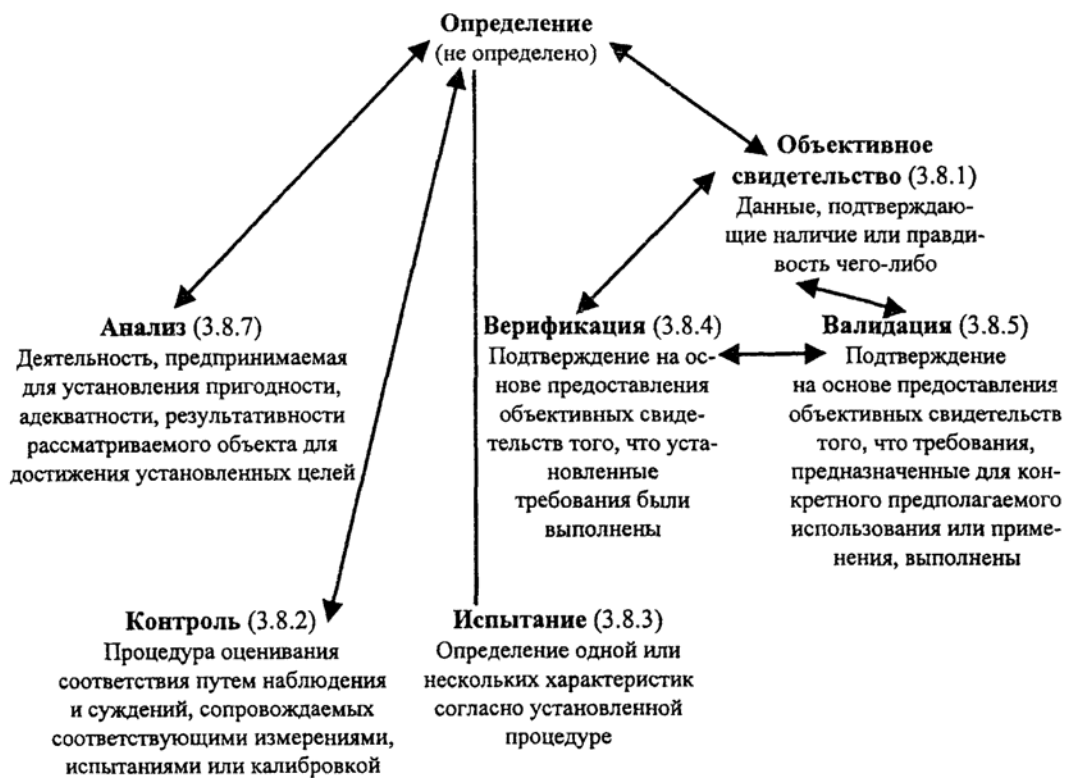 Определение
(не определено)
Объективное
свидетельство (3.8.1)
Данные, подтверждаю-
щие наличие или правди-
вость чего-либо
Анализ (3.8.7)
Деятельность, предпринимаемая
для установления пригодности,
адекватности, результативности
рассматриваемого объекта для
достижения установленных целей
Верификация (3.8.4)
Подтверждение на ос-
нове предоставления
объективных свиде-
тельств того, что уста-
новленные
требования были
выполнены
Валидация (3.8.5)
Подтверждение
на основе предоставления
объективных свидетельств
того, что требования,
предназначенные для кон-
кретного предполагаемого
использования или приме-
нения, выполнены
Контроль (3.8.2)
Процедура оценивания
соответствия путем наблюдения
и суждений, сопровождаемых
соответствующими измерениями,
испытаниями или калибровкой
Испытание (3.8.3)
Определение одной или
нескольких характеристик
согласно установленной
процедуре